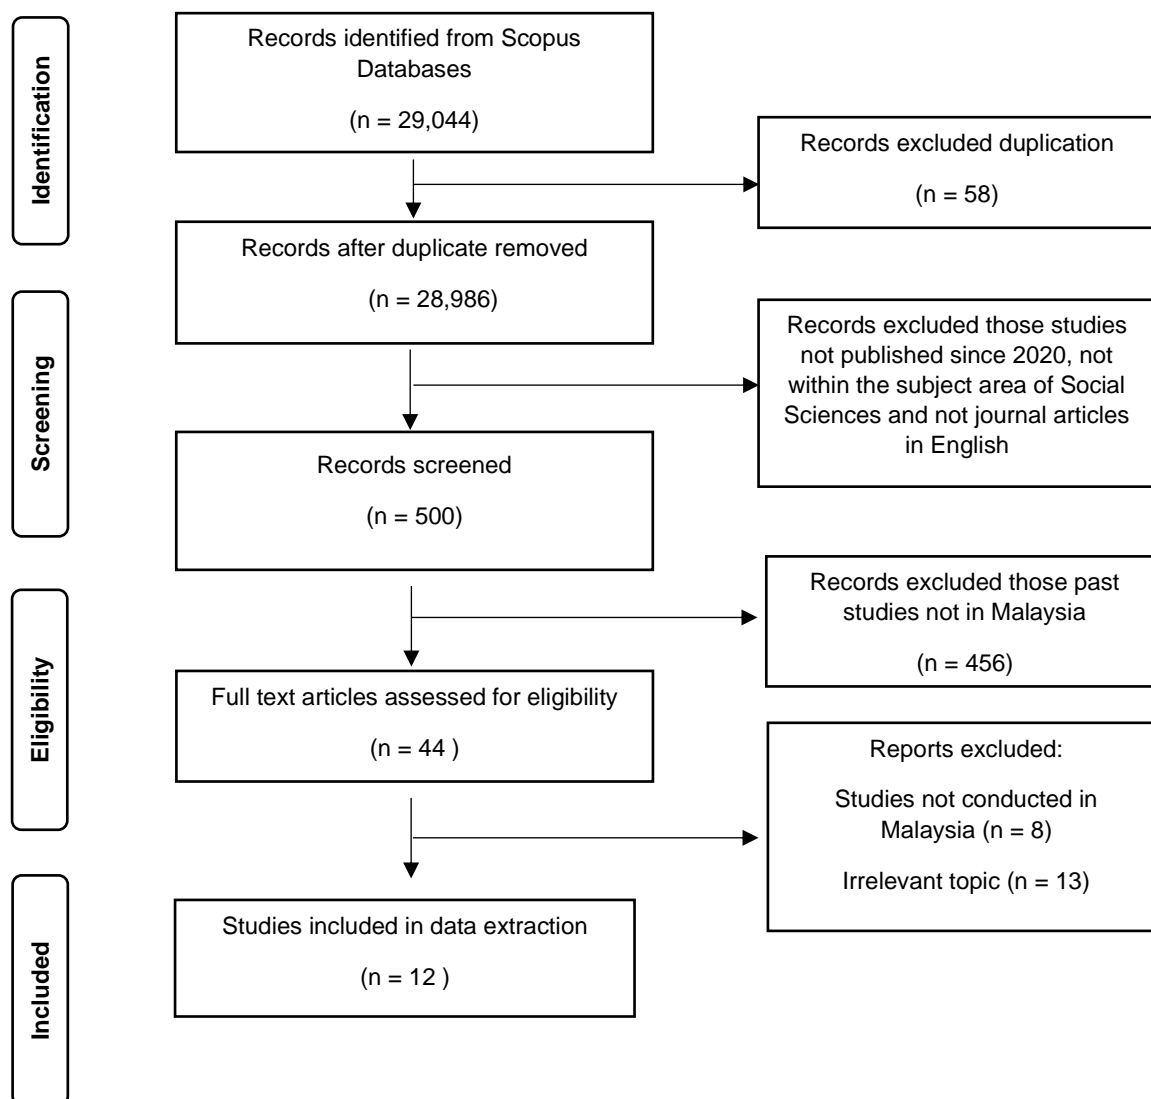 Identification
Records identified from Scopus
Databases
(n = 29,044)
Records excluded duplication
(n = 58)
Records after duplicate removed
(n = 28,986)
Screening
Records excluded those studies
not published since 2020, not
within the subject area of Social
Sciences and not journal articles
in English
Records screened
(n = 500)
Eligibility
Records excluded those past
studies not in Malaysia
(n = 456)
Full text articles assessed for eligibility
(n = 44 )
Reports excluded:
Studies not conducted in
Malaysia (n = 8)
Irrelevant topic (n = 13)
Included
Studies included in data extraction
(n = 12 )